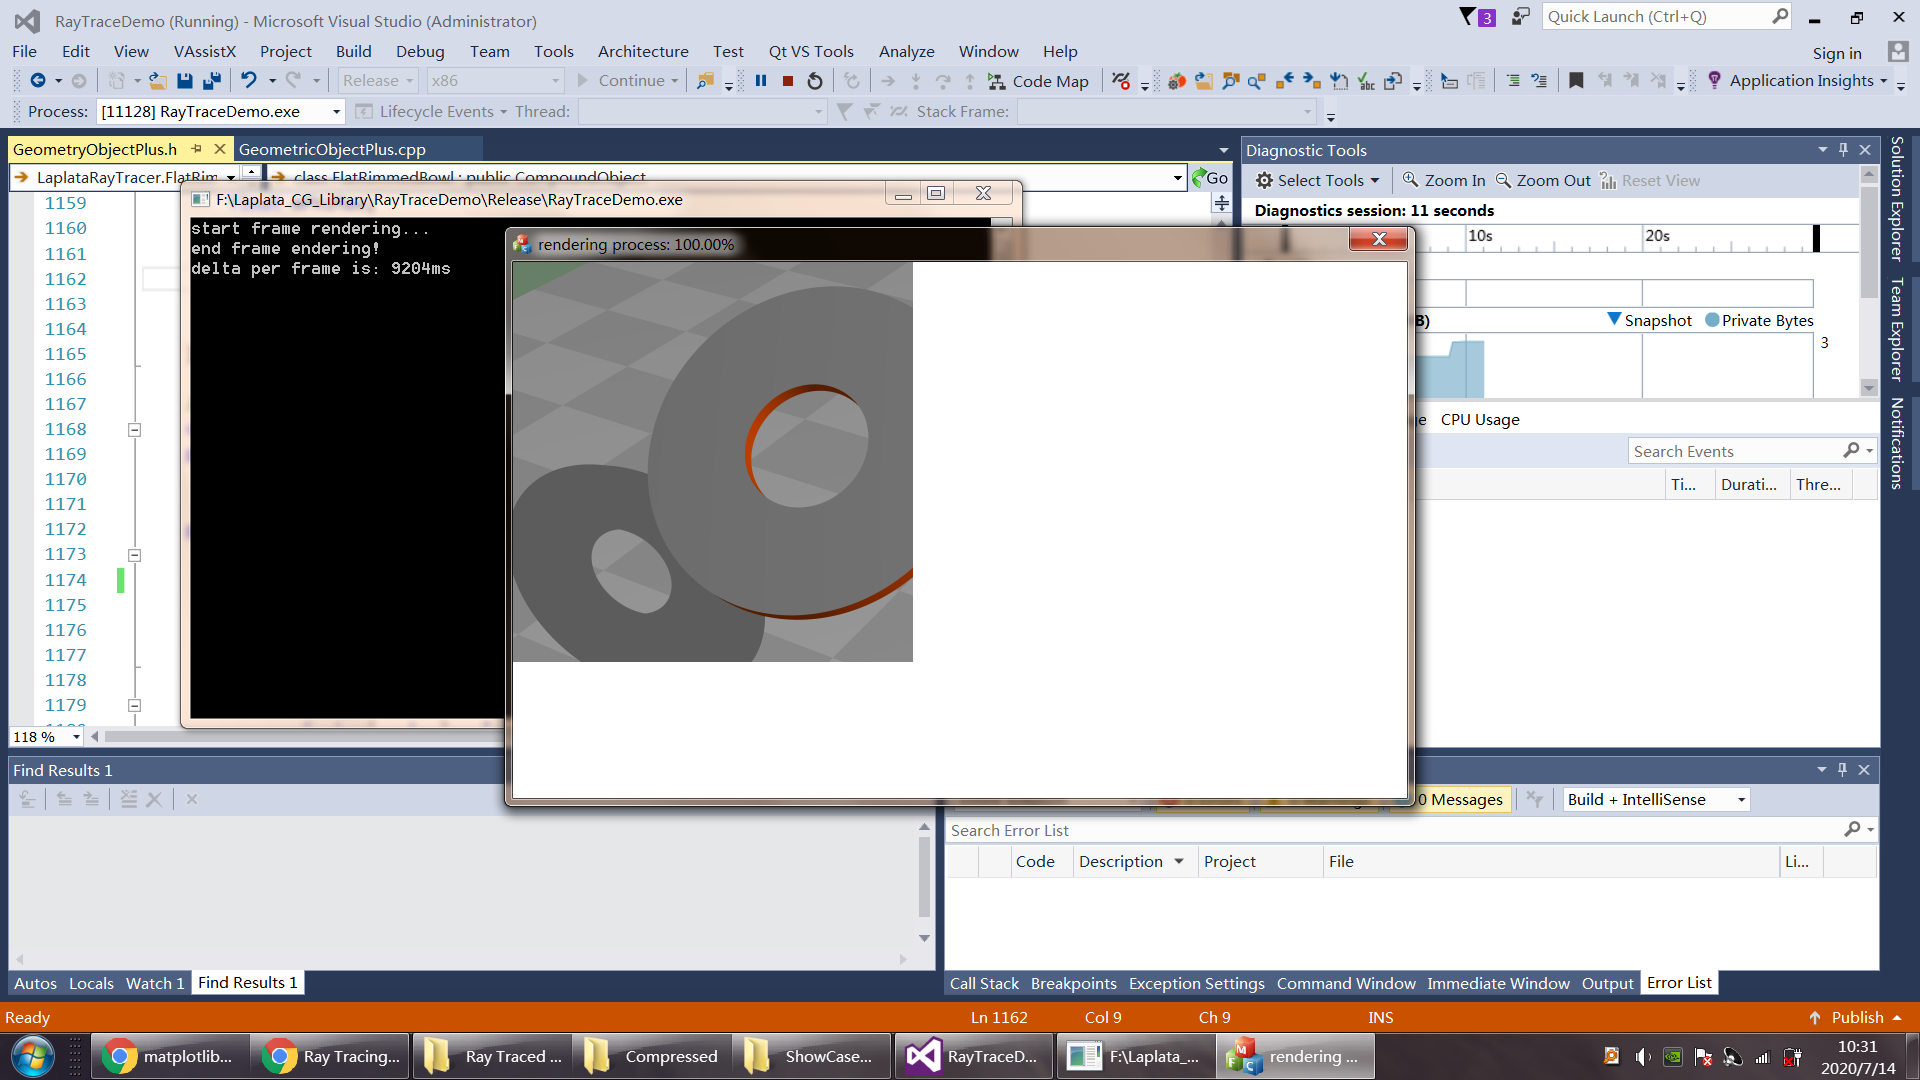 RayTraceDemo (Running) - Microsoft Visual Studio (Administrator)
3
Quick Launch (Ctrl+Q)
File Edit View VAssistX Project Build Debug Team Tools Architecture Test Qt VS Tools Analyze Window Help
Sign in
Release x86 Continue Code Map Application Insights
Process: [11128] RayTraceDemo.exe Lifecycle Events Thread: Stack Frame:
GeometryObjectPlus.h GeometricObjectPlus.cpp
LaplataRayTracer.FlatRim class FlatRimmedBowl : public CompoundObject Go
F:\Laplata_CG_Library\RayTraceDemo\Release\RayTraceDemo.exe
start frame rendering...
end frame endering!
delta per frame is: 9204ms
rendering process: 100.00%
1159
1160
1161
1162
1163
1164
1165
1166
1167
1168
1169
1170
1171
1172
1173
1174
1175
1176
1177
1178
1179
118 %
Diagnostic Tools
Select Tools Zoom In Zoom Out Reset View
Diagnostics session: 11 seconds
10s 20s
B) Snapshot Private Bytes
3
CPU Usage
Search Events
Ti... Durati... Thre...
Solution Explorer
Team Explorer
Notifications
Find Results 1
0 Messages Build + IntelliSense
Search Error List
Code Description Project File Li...
Autos Locals Watch 1 Find Results 1
Call Stack Breakpoints Exception Settings Command Window Immediate Window Output Error List
Ready Ln 1162 Col 9 Ch 9 INS Publish
matplotlib... Ray Tracing,... Ray Traced ... Compressed ShowCase... RayTraceD... F:\Laplata_... rendering ...
10:31
2020/7/14